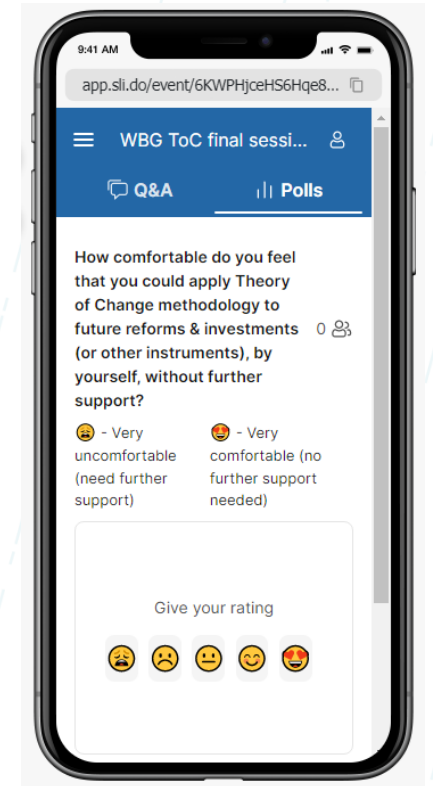 9:41 AM
app.sli.do/event/6KWPHjceHS6Hqe8...
WBG ToC final sessi...
Q&A
Polls
How comfortable do you feel
that you could apply Theory
of Change methodology to
future reforms & investments
(or other instruments), by
yourself, without further
support?
0
😩 - Very
uncomfortable
(need further
support)
😍 - Very
comfortable (no
further support
needed)
Give your rating